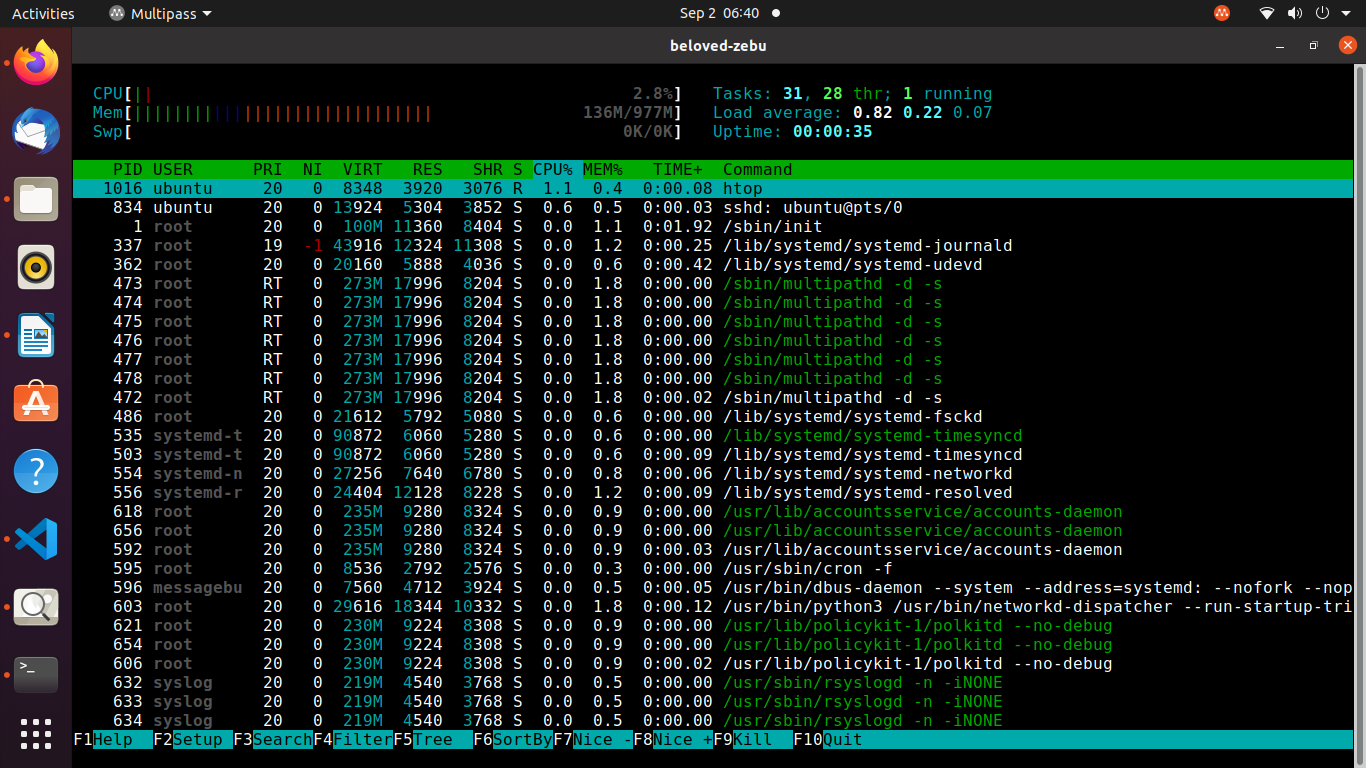 Activities Multipass Sep 2 06:40
beloved-zebu
CPU[|| 2.8%] Tasks: 31, 28 thr; 1 running
Mem[|||||||||||||||||||||||||||||| 136M/977M] Load average: 0.82 0.22 0.07
Swp[ 0K/0K] Uptime: 00:00:35
PID USER PRI NI VIRT RES SHR S CPU% MEM% TIME+ Command
1016 ubuntu 20 0 8348 3920 3076 R 1.1 0.4 0:00.08 htop
834 ubuntu 20 0 13924 5304 3852 S 0.6 0.5 0:00.03 sshd: ubuntu@pts/0
1 root 20 0 100M 11360 8404 S 0.0 1.1 0:01.92 /sbin/init
337 root 19 -1 43916 12324 11308 S 0.0 1.2 0:00.25 /lib/systemd/systemd-journald
362 root 20 0 20160 5888 4036 S 0.0 0.6 0:00.42 /lib/systemd/systemd-udevd
473 root RT 0 273M 17996 8204 S 0.0 1.8 0:00.00 /sbin/multipathd -d -s
474 root RT 0 273M 17996 8204 S 0.0 1.8 0:00.00 /sbin/multipathd -d -s
475 root RT 0 273M 17996 8204 S 0.0 1.8 0:00.00 /sbin/multipathd -d -s
476 root RT 0 273M 17996 8204 S 0.0 1.8 0:00.00 /sbin/multipathd -d -s
477 root RT 0 273M 17996 8204 S 0.0 1.8 0:00.00 /sbin/multipathd -d -s
478 root RT 0 273M 17996 8204 S 0.0 1.8 0:00.00 /sbin/multipathd -d -s
472 root RT 0 273M 17996 8204 S 0.0 1.8 0:00.02 /sbin/multipathd -d -s
486 root 20 0 21612 5792 5080 S 0.0 0.6 0:00.00 /lib/systemd/systemd-fsckd
535 systemd-t 20 0 90872 6060 5280 S 0.0 0.6 0:00.00 /lib/systemd/systemd-timesyncd
503 systemd-t 20 0 90872 6060 5280 S 0.0 0.6 0:00.09 /lib/systemd/systemd-timesyncd
554 systemd-n 20 0 27256 7640 6780 S 0.0 0.8 0:00.06 /lib/systemd/systemd-networkd
556 systemd-r 20 0 24404 12128 8228 S 0.0 1.2 0:00.09 /lib/systemd/systemd-resolved
618 root 20 0 235M 9280 8324 S 0.0 0.9 0:00.00 /usr/lib/accountsservice/accounts-daemon
656 root 20 0 235M 9280 8324 S 0.0 0.9 0:00.00 /usr/lib/accountsservice/accounts-daemon
592 root 20 0 235M 9280 8324 S 0.0 0.9 0:00.03 /usr/lib/accountsservice/accounts-daemon
595 root 20 0 8536 2792 2576 S 0.0 0.3 0:00.00 /usr/sbin/cron -f
596 messagebu 20 0 7560 4712 3924 S 0.0 0.5 0:00.05 /usr/bin/dbus-daemon --system --address=systemd: --nofork --nop
603 root 20 0 29616 18344 10332 S 0.0 1.8 0:00.12 /usr/bin/python3 /usr/bin/networkd-dispatcher --run-startup-tri
621 root 20 0 230M 9224 8308 S 0.0 0.9 0:00.00 /usr/lib/policykit-1/polkitd --no-debug
654 root 20 0 230M 9224 8308 S 0.0 0.9 0:00.00 /usr/lib/policykit-1/polkitd --no-debug
606 root 20 0 230M 9224 8308 S 0.0 0.9 0:00.02 /usr/lib/policykit-1/polkitd --no-debug
632 syslog 20 0 219M 4540 3768 S 0.0 0.5 0:00.00 /usr/sbin/rsyslogd -n -iNONE
633 syslog 20 0 219M 4540 3768 S 0.0 0.5 0:00.00 /usr/sbin/rsyslogd -n -iNONE
634 syslog 20 0 219M 4540 3768 S 0.0 0.5 0:00.00 /usr/sbin/rsyslogd -n -iNONE
F1Help F2Setup F3SearchF4FilterF5Tree F6SortByF7Nice -F8Nice +F9Kill F10Quit